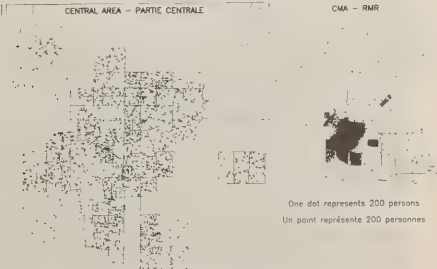 CENTRAL AREA – PARTIE CENTRALE
CMA – RMR
One dot represents 200 persons
Un point représente 200 personnes